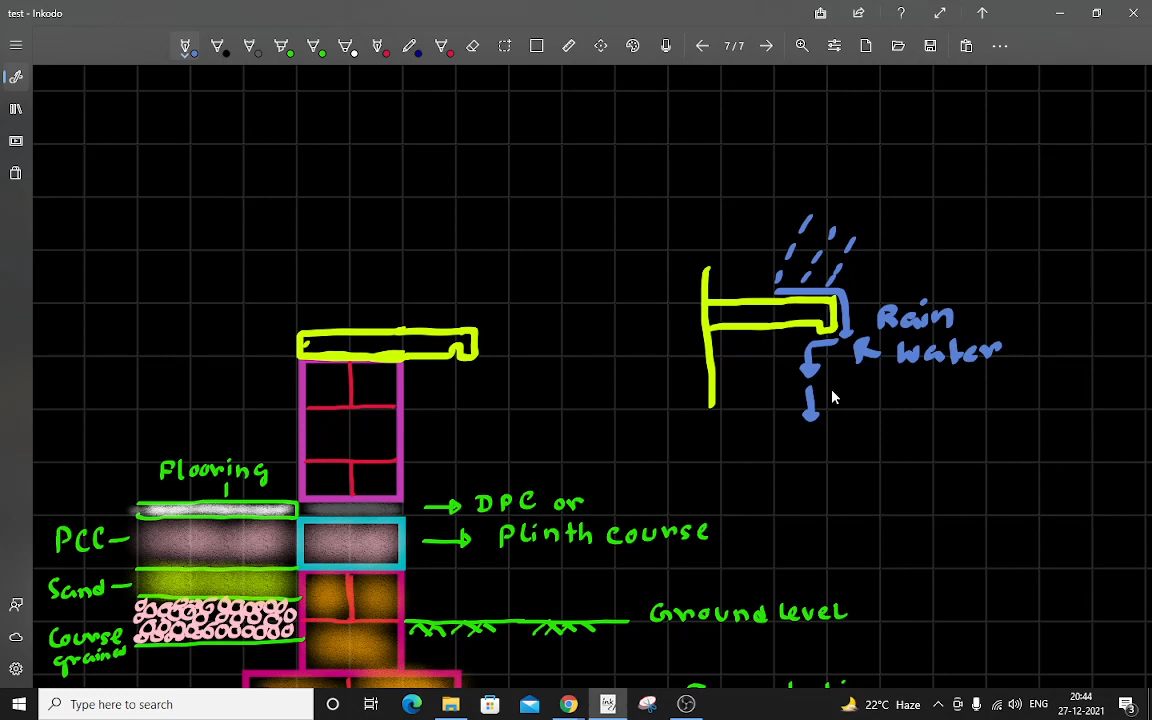 test - Inkodo
7/7
Rain
R water
Flooring
DPC or
PCC
Plinth course
Sand
Ground level
Course
grained
Type here to search
22°C Haze
ENG
20:44
27-12-2021
3